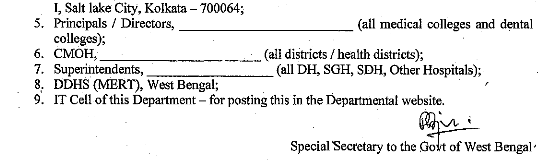 I, Salt lake City, Kolkata – 700064;
5. Principals / Directors, ______________________ (all medical colleges and dental
colleges);
6. CMOH, ____________________ (all districts / health districts);
7. Superintendents, ________________ (all DH, SGH, SDH, Other Hospitals);
8. DDHS (MERT), West Bengal;
9. IT Cell of this Department – for posting this in the Departmental website.
Special Secretary to the Govt of West Bengal